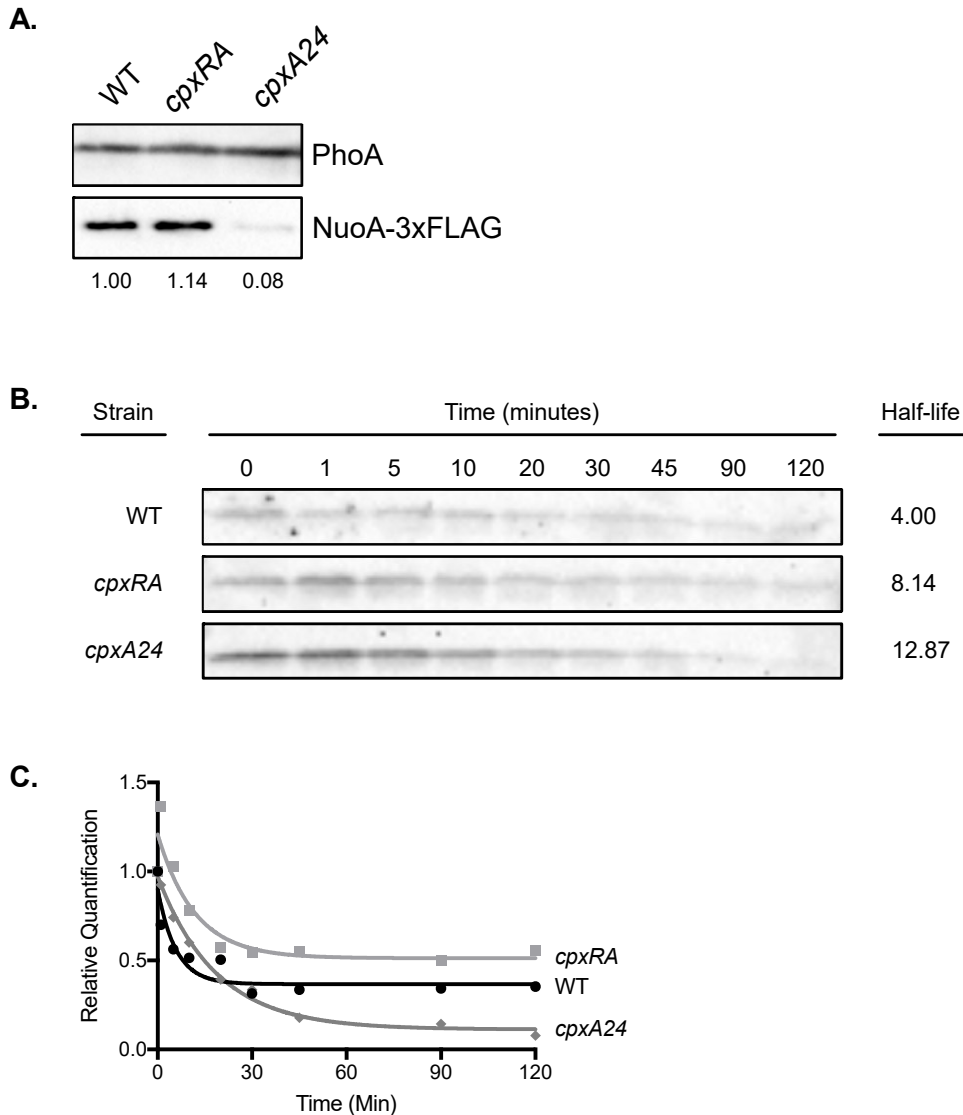 A.
WT cpxRA cpxA24
PhoA
NuoA-3xFLAG
1.00 1.14 0.08
B.
Strain Time (minutes) Half-life
0 1 5 10 20 30 45 90 120
WT 4.00
cpxRA 8.14
cpxA24 12.87
C.
Relative Quantification
1.5
1.0
0.5
0.0
cpxRA
WT
cpxA24
0 30 60 90 120
Time (Min)